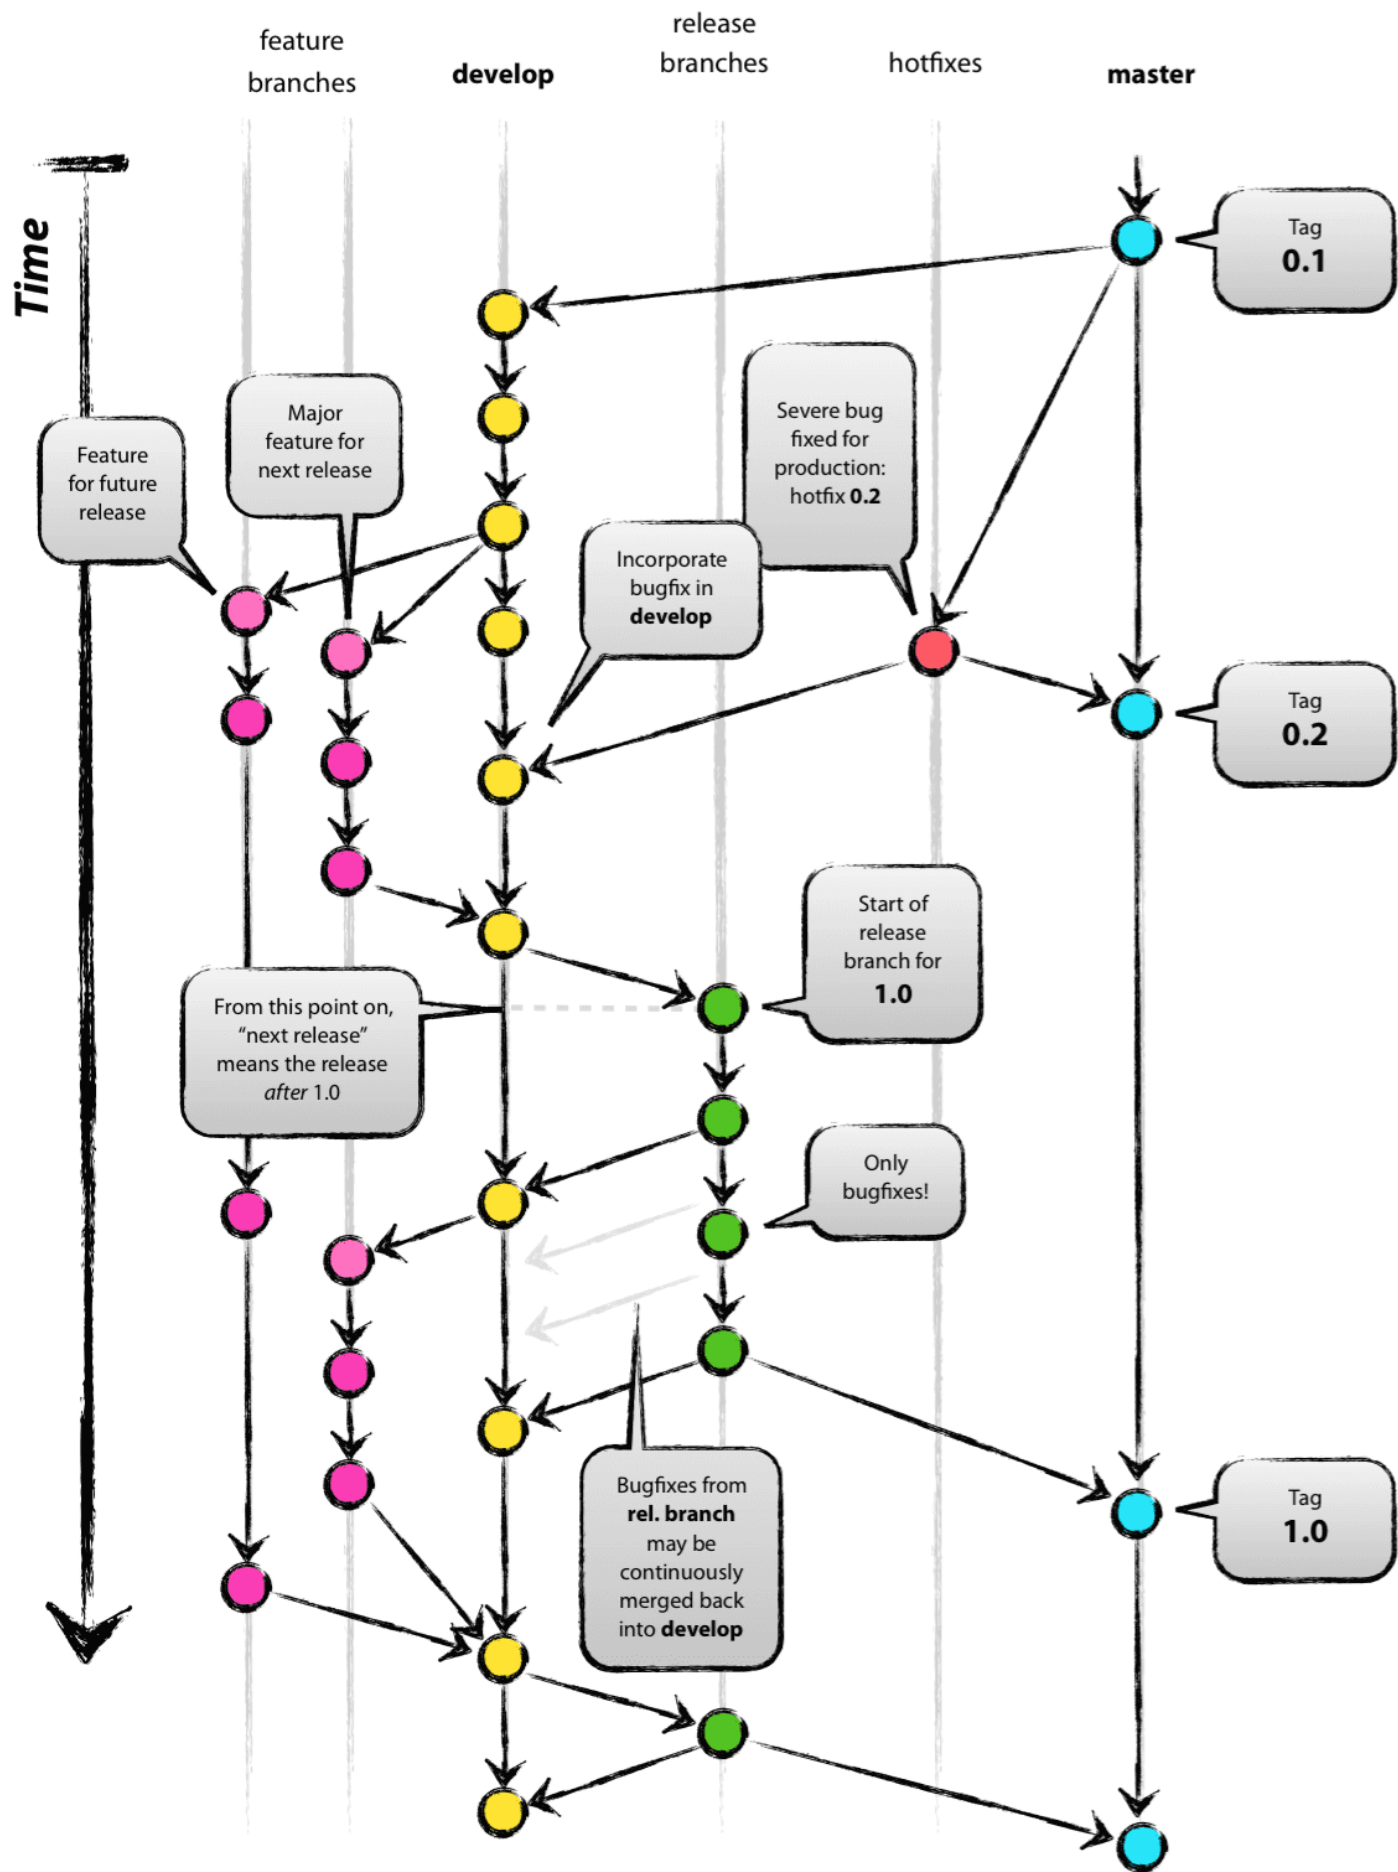 feature
branches
develop
release
branches
hotfixes
master
Time
Tag
0.1
Major
feature for
next release
Feature
for future
release
Severe bug
fixed for
production:
hotfix 0.2
Incorporate
bugfix in
develop
Tag
0.2
Start of
release
branch for
1.0
From this point on,
“next release”
means the release
after 1.0
Only
bugfixes!
Bugfixes from
rel. branch
may be
continuously
merged back
into develop
Tag
1.0